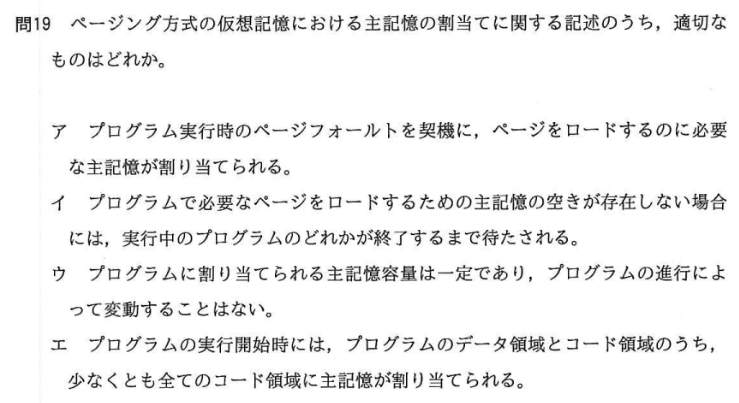 問19 ページング方式の仮想記憶における主記憶の割当てに関する記述のうち，適切な
ものはどれか。
ア プログラム実行時のページフォールトを契機に，ページをロードするのに必要
な主記憶が割り当てられる。
イ プログラムで必要なページをロードするための主記憶の空きが存在しない場合
には，実行中のプログラムのどれかが終了するまで待たされる。
ウ プログラムに割り当てられる主記憶容量は一定であり，プログラムの進行によ
って変動することはない。
エ プログラムの実行開始時には，プログラムのデータ領域とコード領域のうち，
少なくとも全てのコード領域に主記憶が割り当てられる。